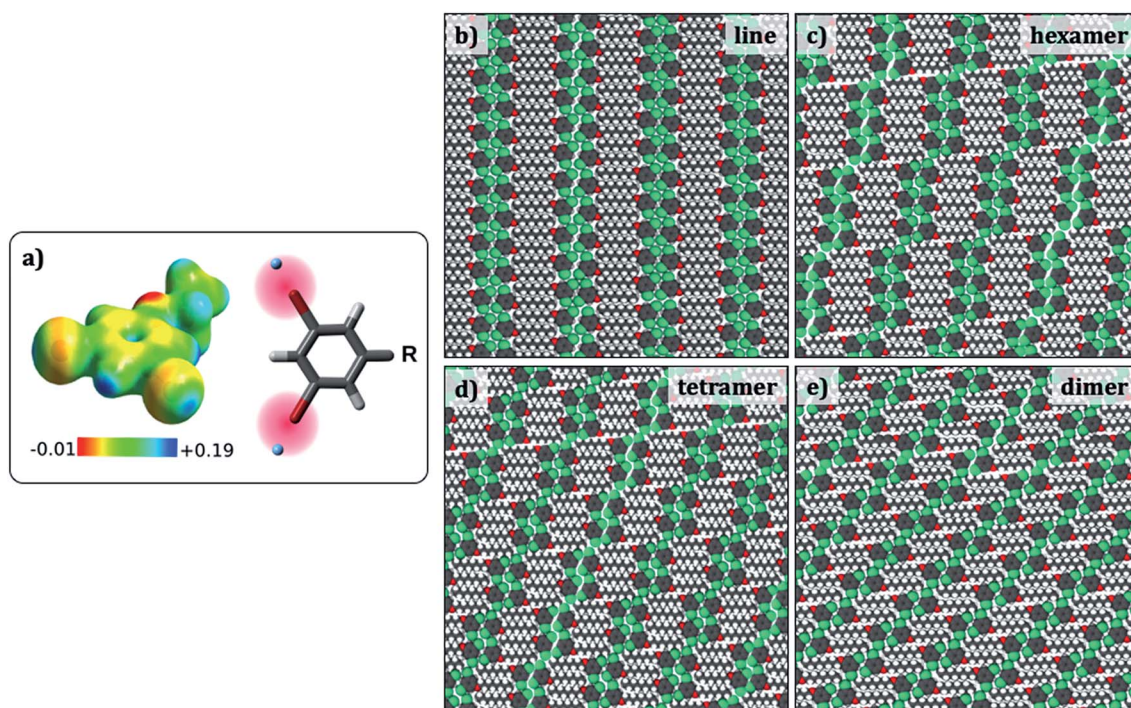 a)
-0.01
+0.19
R
b)
line
c)
hexamer
d)
tetramer
e)
dimer